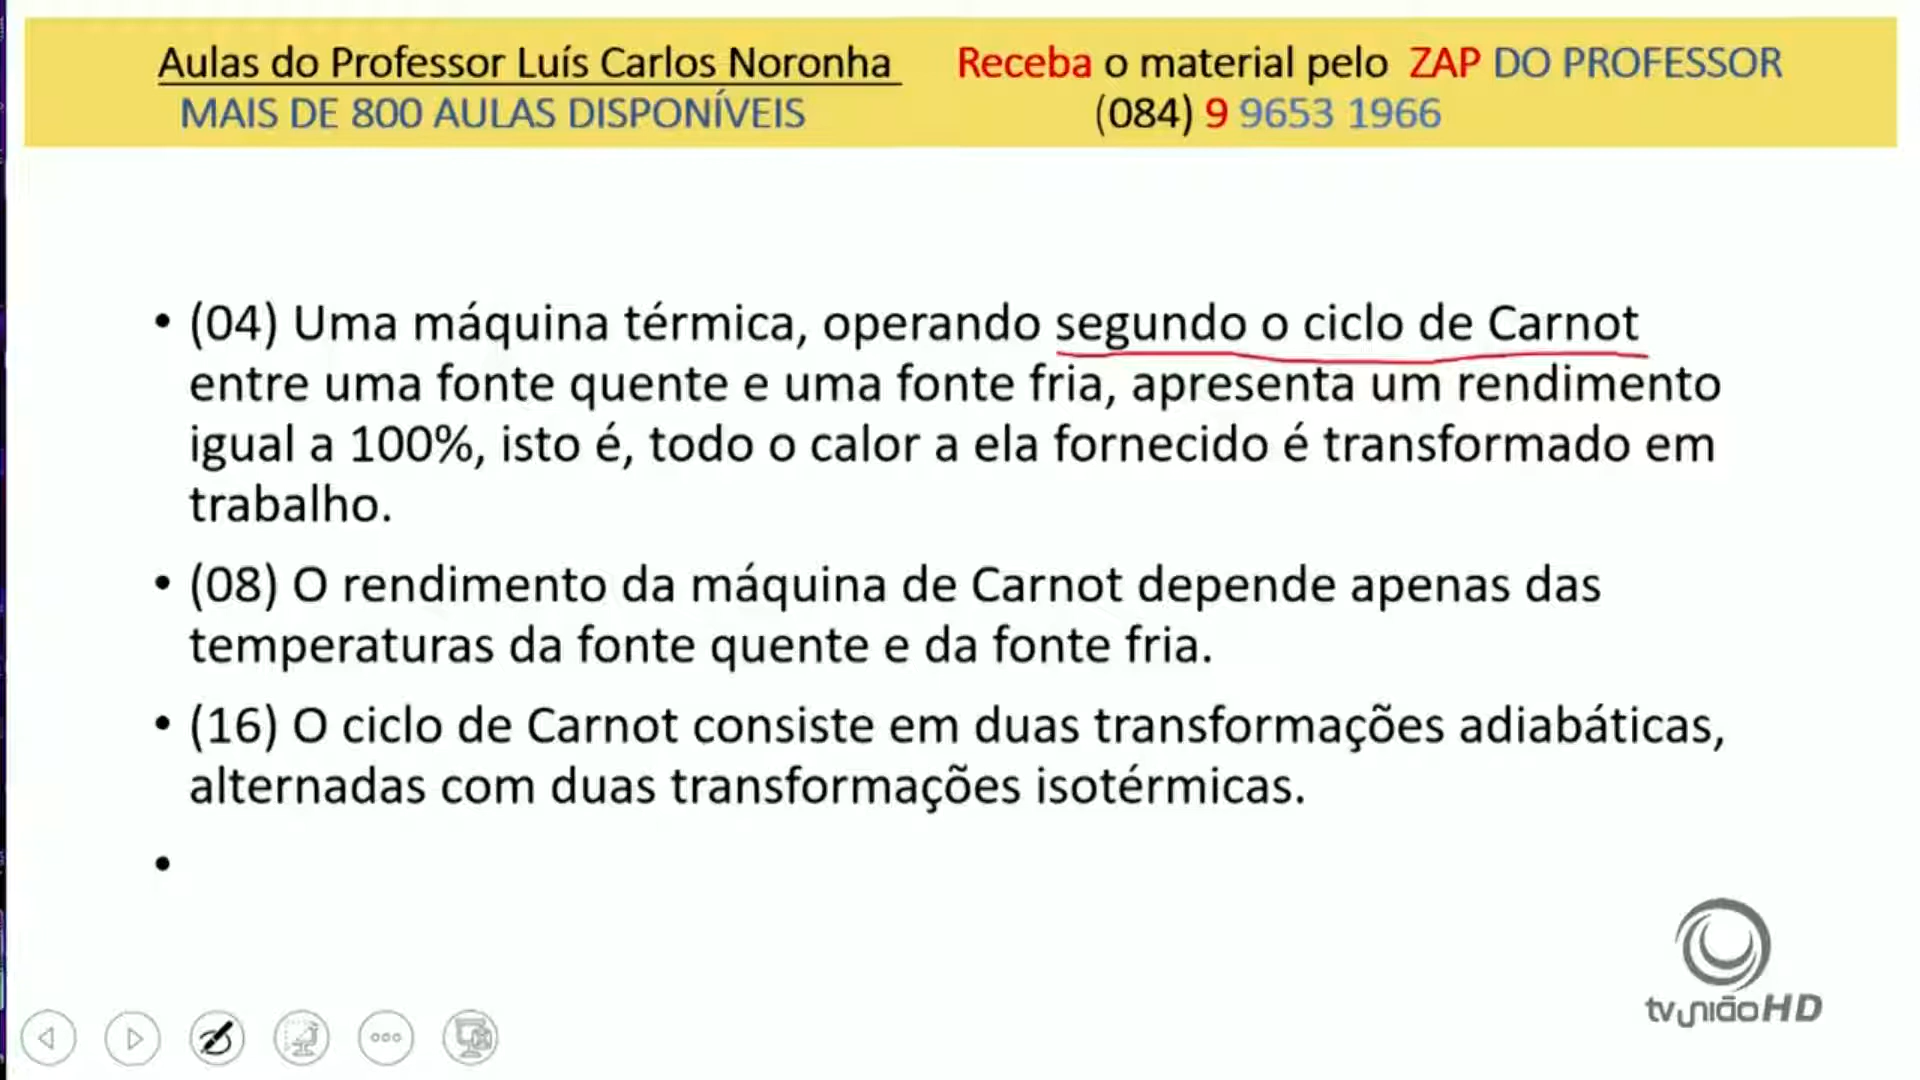 Aulas do Professor Luís Carlos Noronha Receba o material pelo ZAP DO PROFESSOR
MAIS DE 800 AULAS DISPONÍVEIS (084) 9 9653 1966
• (04) Uma máquina térmica, operando segundo o ciclo de Carnot
entre uma fonte quente e uma fonte fria, apresenta um rendimento
igual a 100%, isto é, todo o calor a ela fornecido é transformado em
trabalho.
• (08) O rendimento da máquina de Carnot depende apenas das
temperaturas da fonte quente e da fonte fria.
• (16) O ciclo de Carnot consiste em duas transformações adiabáticas,
alternadas com duas transformações isotérmicas.
•
tvuniãoHD